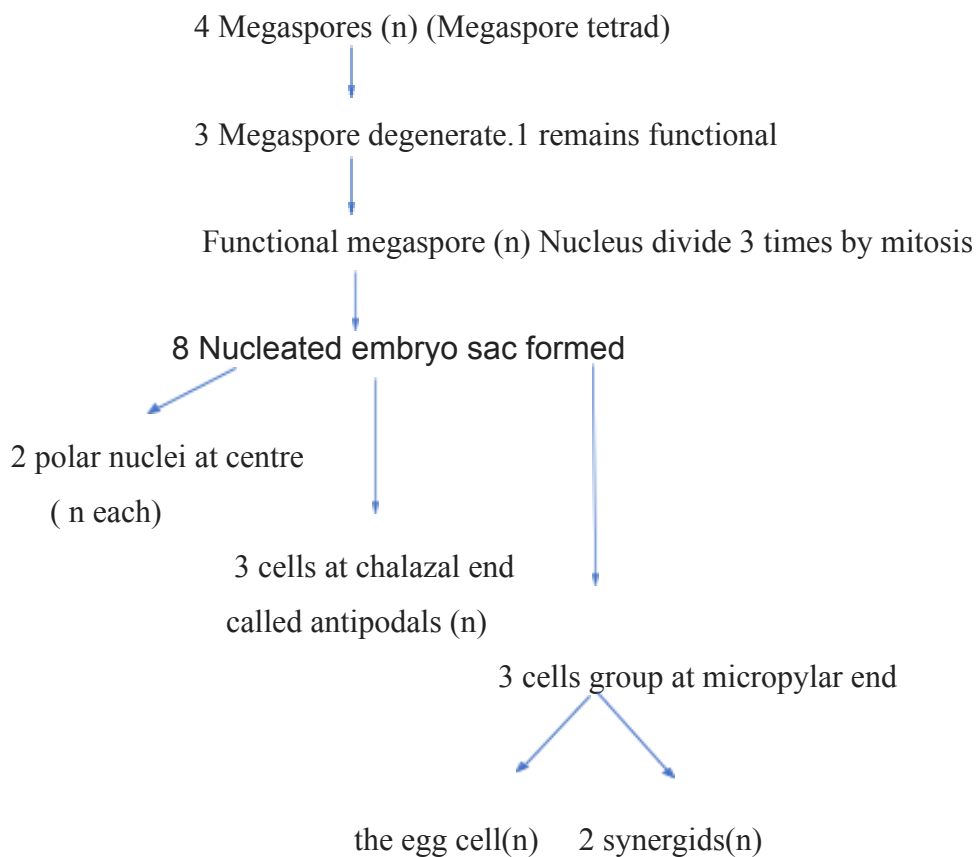 4 Megaspores (n) (Megaspore tetrad)
3 Megaspore degenerate.1 remains functional
Functional megaspore (n) Nucleus divide 3 times by mitosis
8 Nucleated embryo sac formed
2 polar nuclei at centre
( n each)
3 cells at chalazal end
called antipodals (n)
3 cells group at micropylar end
the egg cell(n) 2 synergids(n)